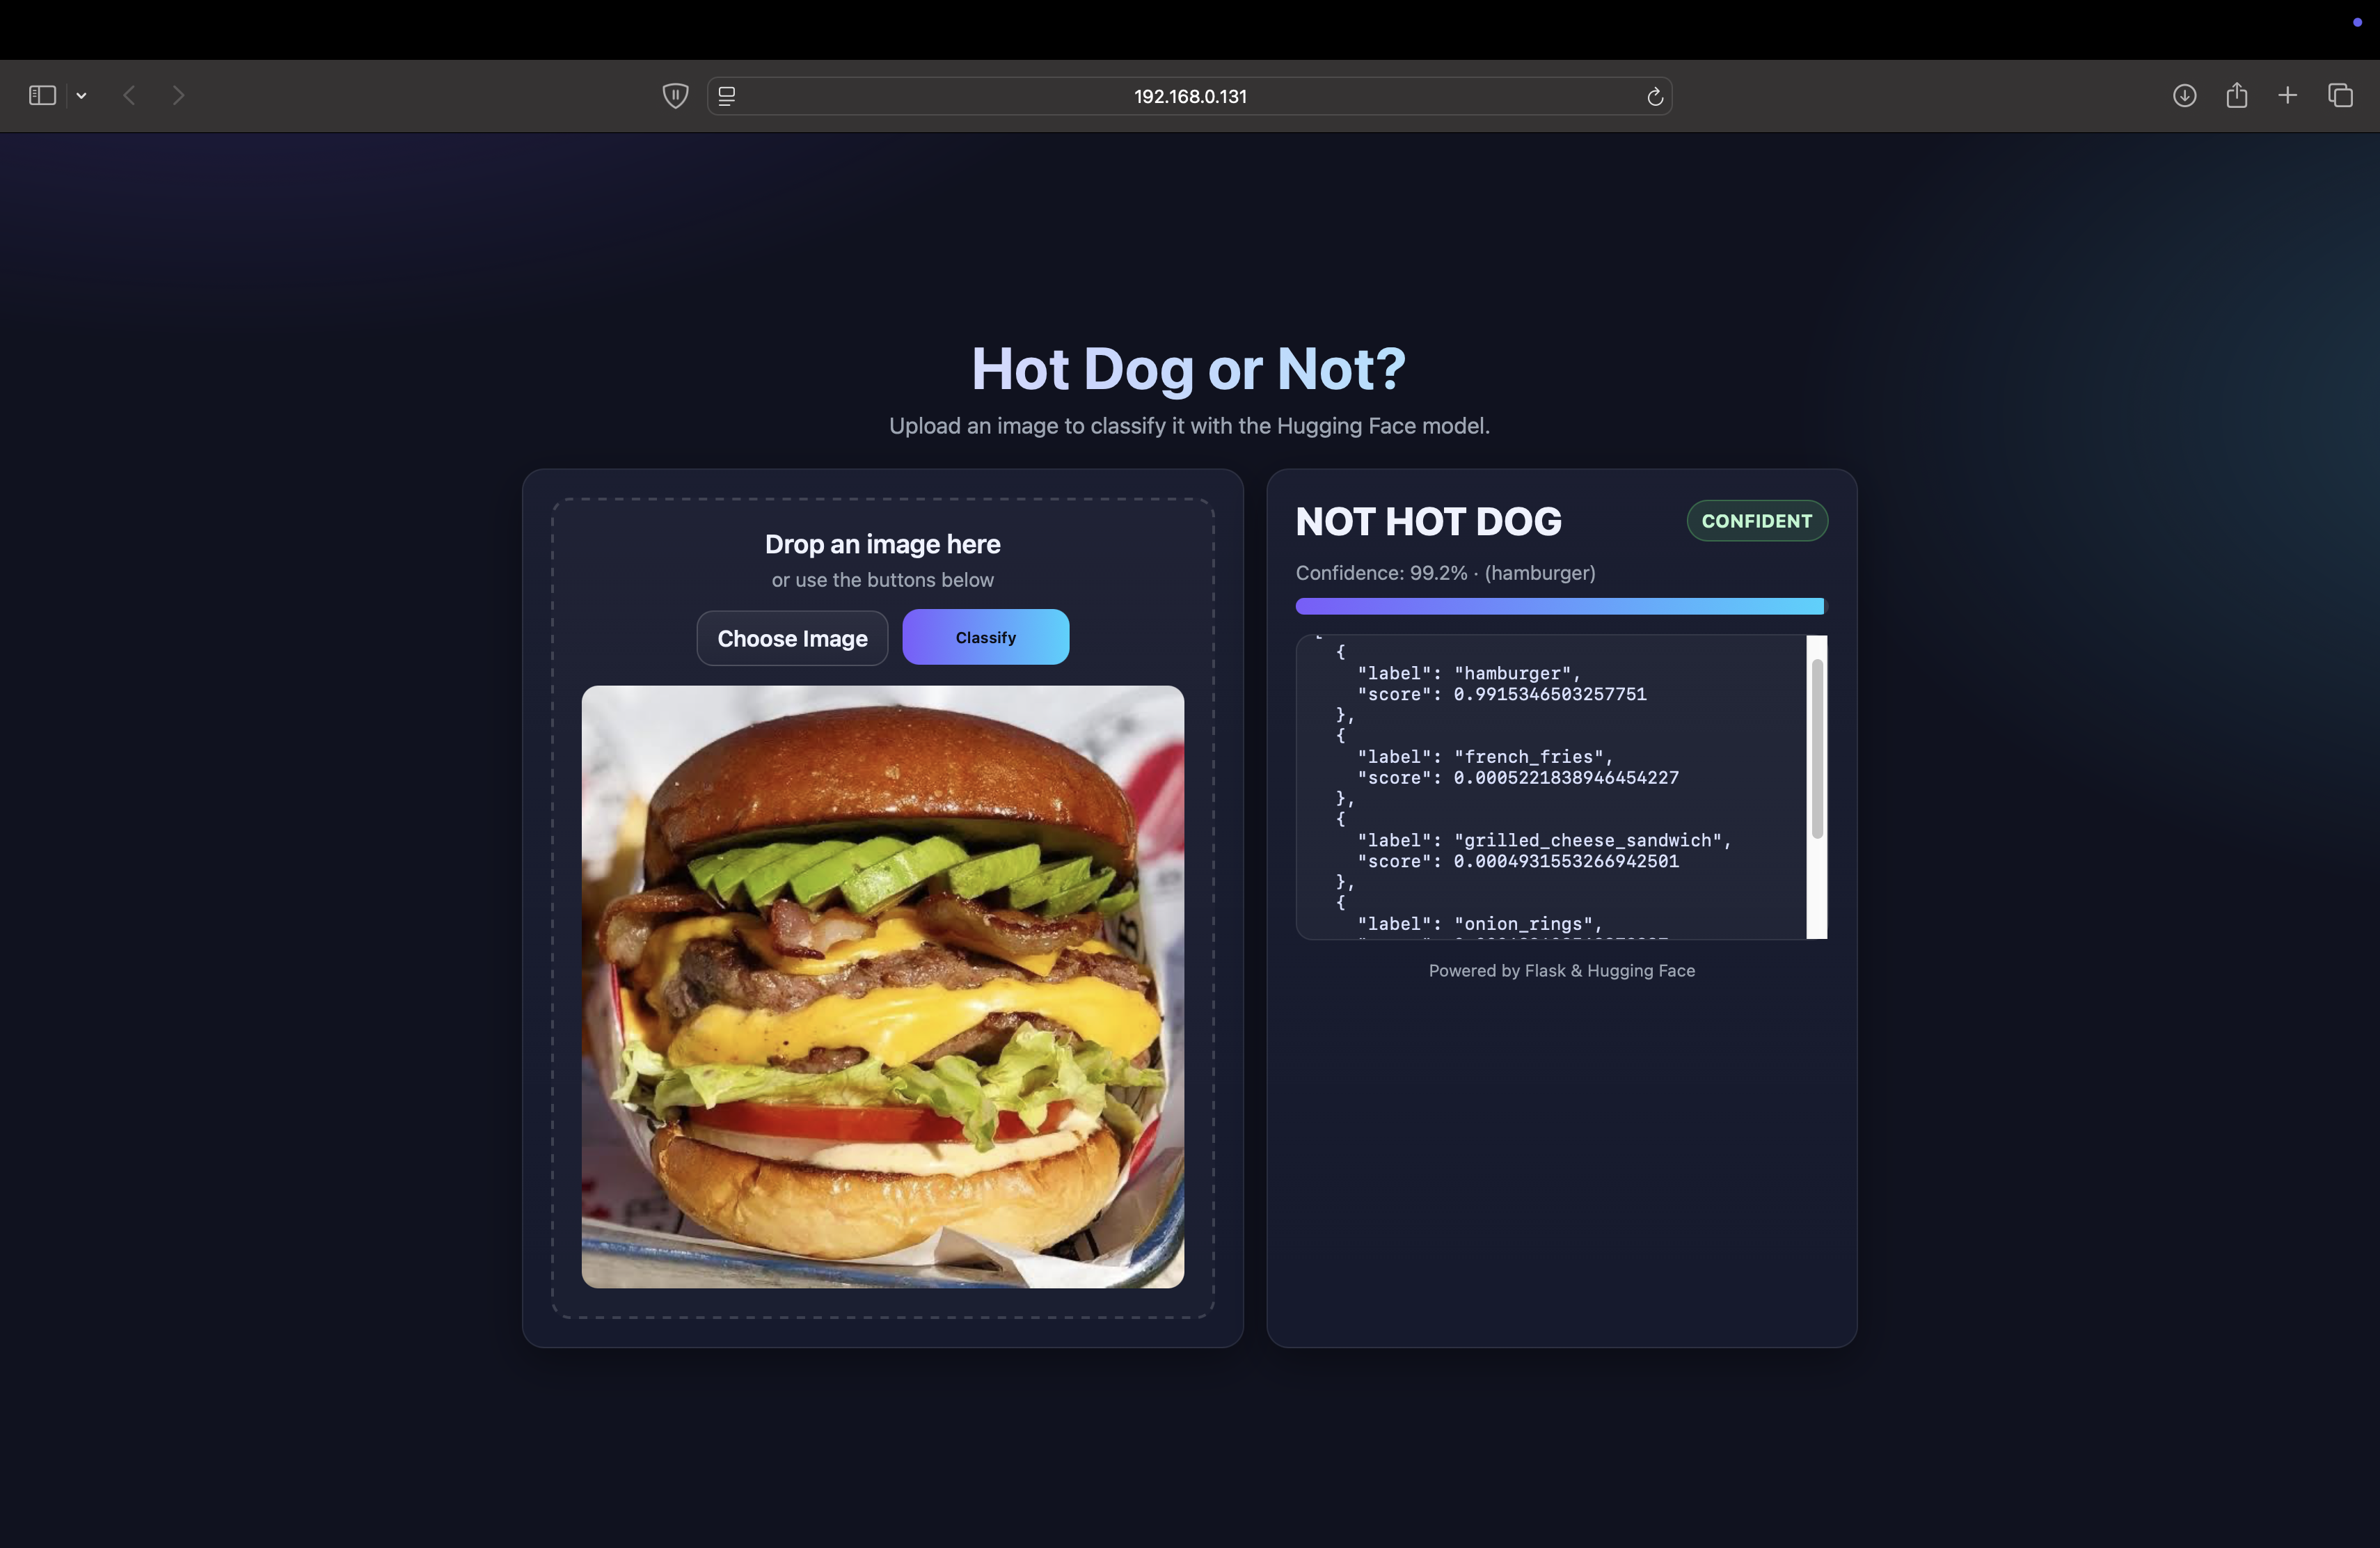 192.168.0.131
Hot Dog or Not?
Upload an image to classify it with the Hugging Face model.
Drop an image here
or use the buttons below
Choose Image
Classify
NOT HOT DOG
CONFIDENT
Confidence: 99.2% · (hamburger)
{
"label": "hamburger",
"score": 0.9915346503257751
},
{
"label": "french_fries",
"score": 0.0005221838946454227
},
{
"label": "grilled_cheese_sandwich",
"score": 0.0004931553266942501
},
{
"label": "onion_rings",
Powered by Flask & Hugging Face